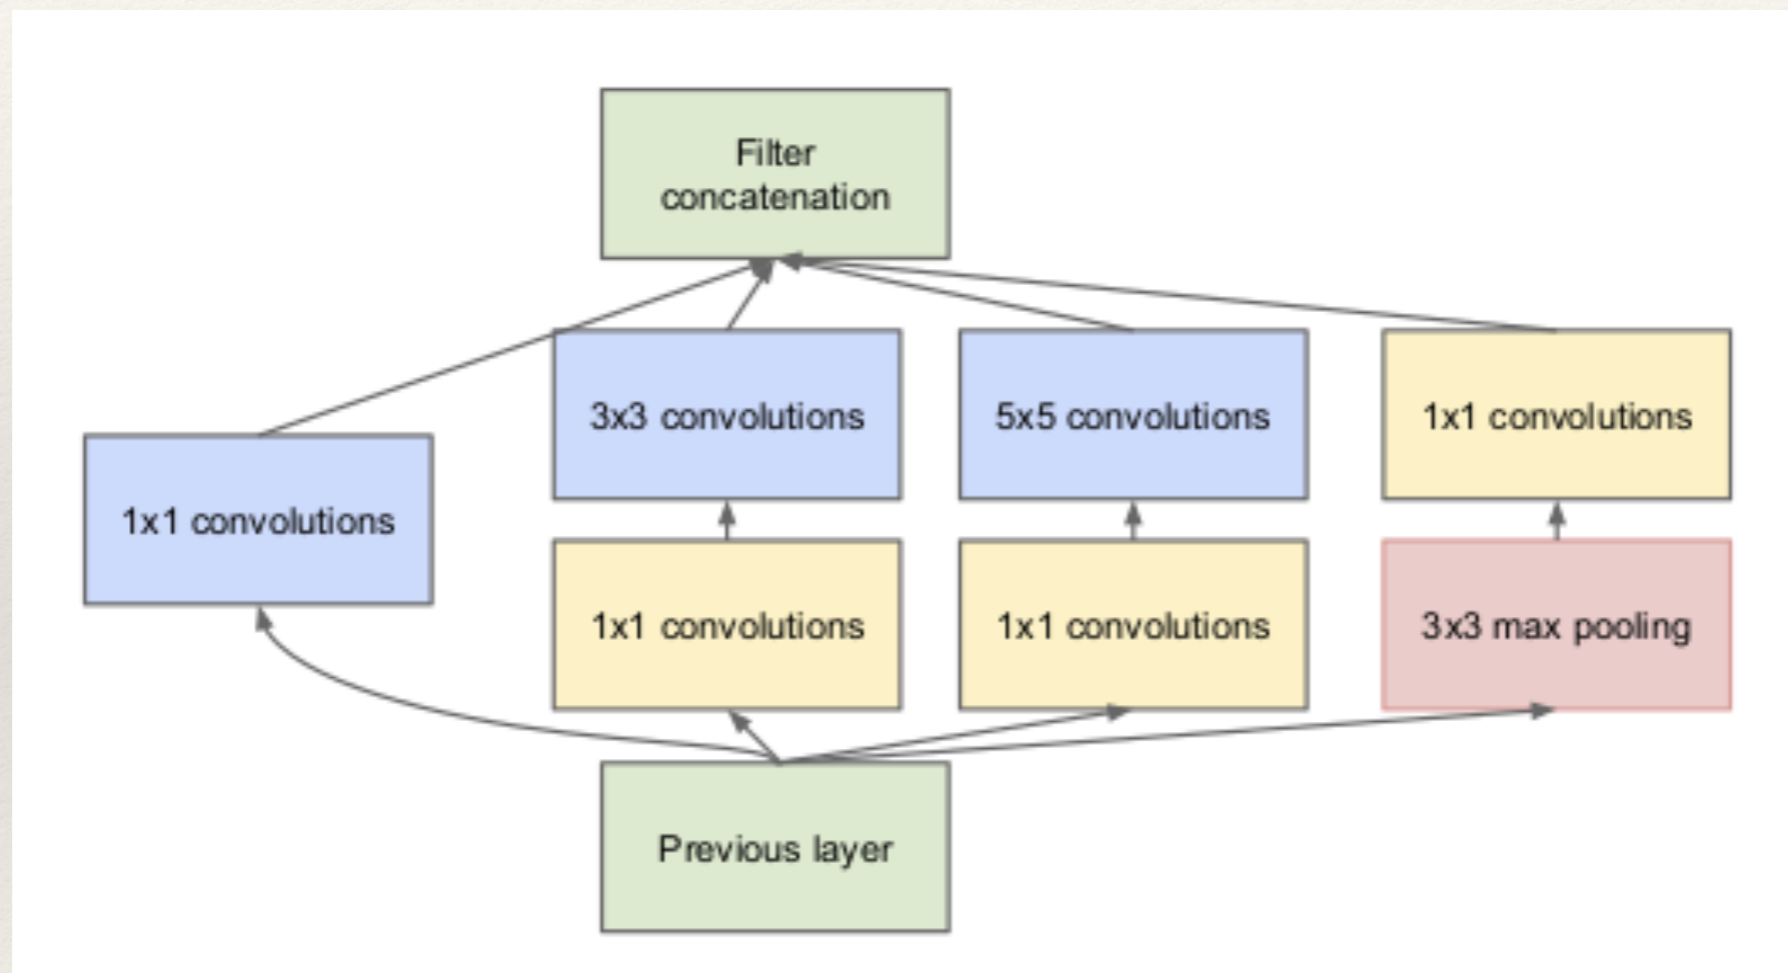 Filter
concatenation
3x3 convolutions
5x5 convolutions
1x1 convolutions
1x1 convolutions
1x1 convolutions
1x1 convolutions
3x3 max pooling
Previous layer